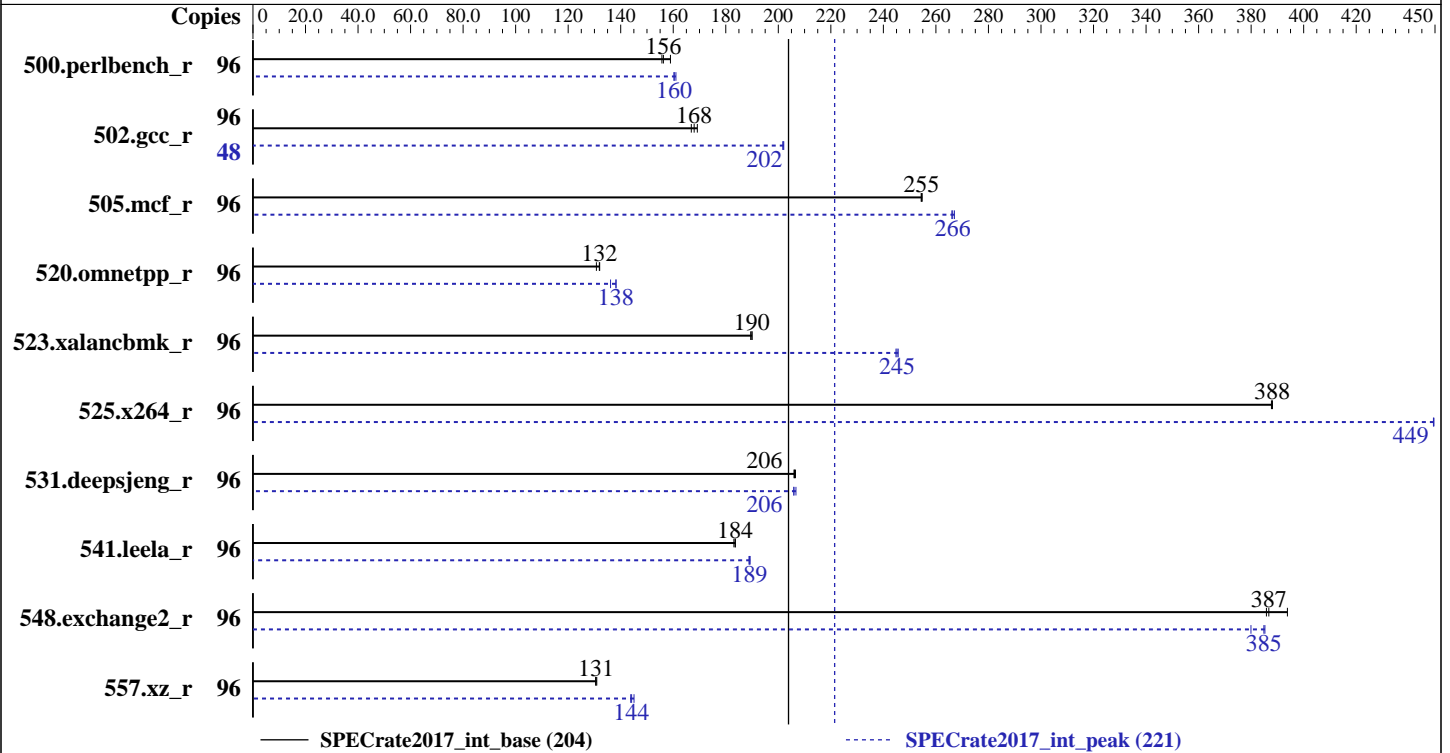 Copies 0 20.0 40.0 60.0 80.0 100 120 140 160 180 200 220 240 260 280 300 320 340 360 380 400 420 450
500.perlbench_r 96 156
160
502.gcc_r 96 168
48 202
505.mcf_r 96 255
266
520.omnetpp_r 96 132
138
523.xalancbmk_r 96 190
245
525.x264_r 96 388
449
531.deepsjeng_r 96 206
206
541.leela_r 96 184
189
548.exchange2_r 96 387
385
557.xz_r 96 131
144
SPECrate2017_int_base (204) SPECrate2017_int_peak (221)